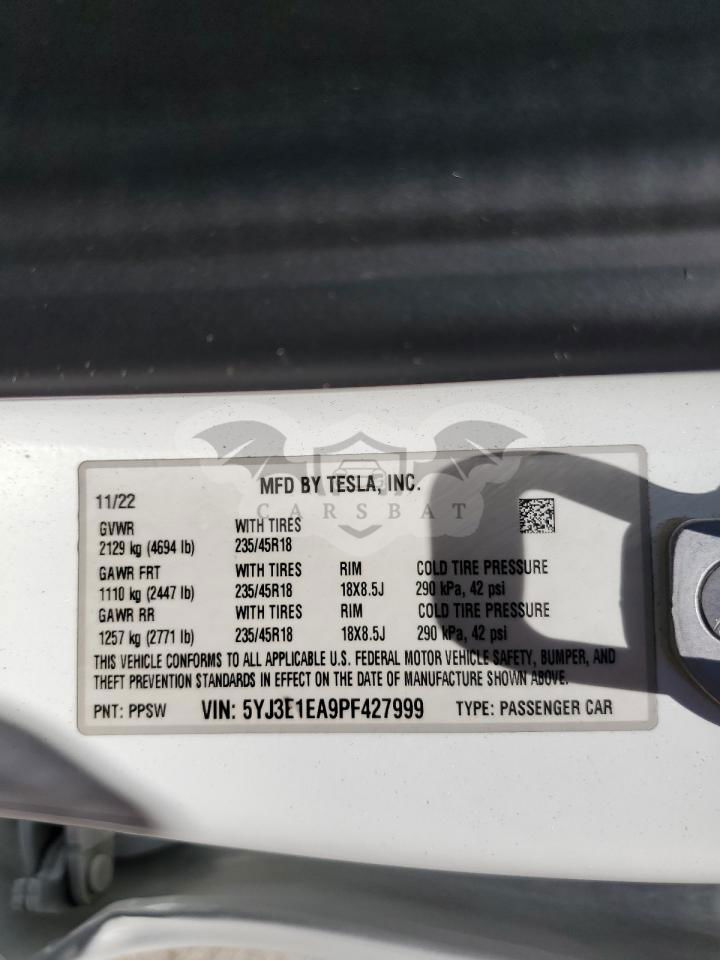 MFD BY TESLA, INC.
CARSBAT
11/22
GVWR WITH TIRES
2129 kg (4694 lb) 235/45R18
GAWR FRT WITH TIRES RIM COLD TIRE PRESSURE
1110 kg (2447 lb) 235/45R18 18X8.5J 290 kPa, 42 psi
GAWR RR WITH TIRES RIM COLD TIRE PRESSURE
1257 kg (2771 lb) 235/45R18 18X8.5J 290 kPa, 42 psi
THIS VEHICLE CONFORMS TO ALL APPLICABLE U.S. FEDERAL MOTOR VEHICLE SAFETY, BUMPER, AND
THEFT PREVENTION STANDARDS IN EFFECT ON THE DATE OF MANUFACTURE SHOWN ABOVE.
PNT: PPSW VIN: 5YJ3E1EA9PF427999 TYPE: PASSENGER CAR